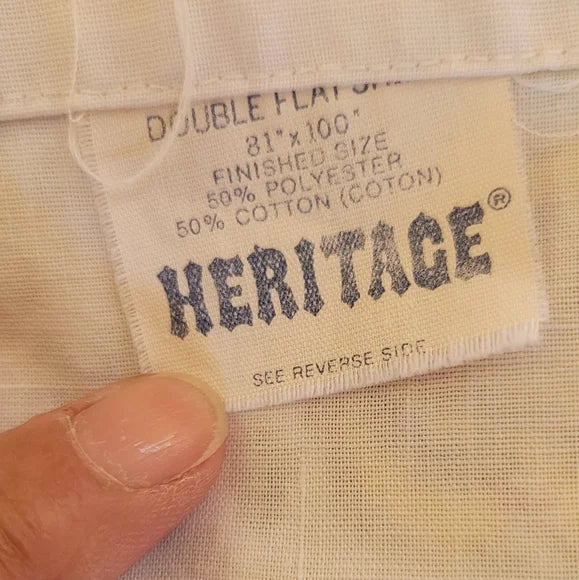 DOUBLE FLAT
81" x 100"
FINISHED SIZE
50% POLYESTER
50% COTTON (COTON)
HERITAGE®
SEE REVERSE SIDE